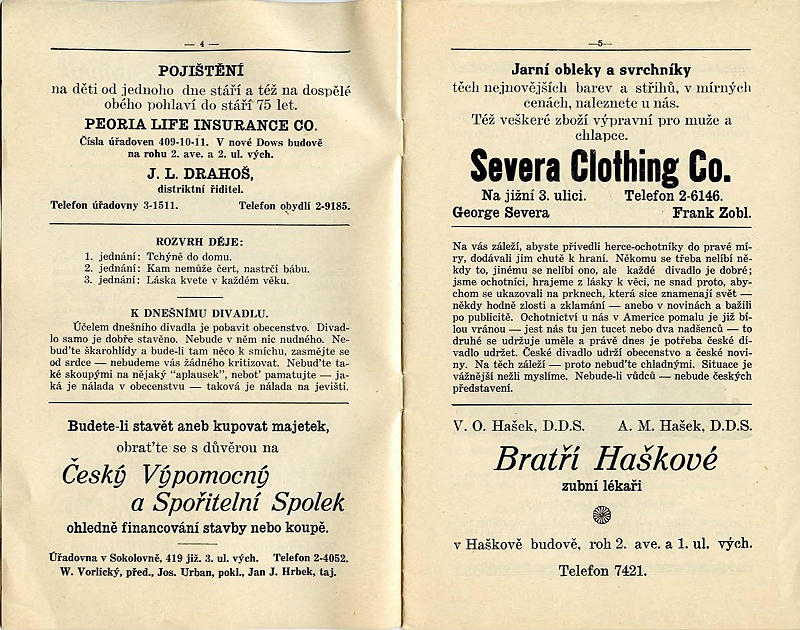 — 4 —
POJIŠTĚNÍ
na děti od jednoho dne stáří a též na dospělé
obého pohlaví do stáří 75 let.
PEORIA LIFE INSURANCE CO.
Čísla úřadoven 409-10-11. V nové Dows budově
na rohu 2. ave. a 2. ul. vých.
J. L. DRAHOŠ,
distriktní řiditel.
Telefon úřadovny 3-1511. Telefon obydlí 2-9185.
ROZVRH DĚJE:
1. jednání: Tchýně do domu.
2. jednání: Kam nemůže čert, nastrčí bábu.
3. jednání: Láska kvete v každém věku.
K DNEŠNÍMU DIVADLU.
Účelem dnešního divadla je pobavit obecenstvo. Divad-
lo samo je dobře stavěno. Nebude v něm nic nudného. Ne-
buď'te škarohlídy a bude-li tam něco k smíchu, zasmějte se
od srdce — nebudeme vás žádného kritizovat. Nebuď'te ta-
ké skoupými na nějaký "aplausek", neboť' pamatujte — ja-
ká je nálada v obecenstvu — taková je nálada na jevišti.
Budete-li stavět aneb kupovat majetek,
obrať'te se s důvěrou na
Český Výpomocný
a Spořitelní Spolek
ohledně financování stavby nebo koupě.
Úřadovna v Sokolovně, 419 již. 3. ul. vých. Telefon 2-4052.
W. Vorlický, před., Jos. Urban, pokl., Jan J. Hrbek, taj.
—5—
Jarní obleky a svrchníky
těch nejnovějších barev a střihů, v mírných
cenách, naleznete u nás.
Též veškeré zboží výpravní pro muže a
chlapce.
Severa Clothing Co.
Na jižní 3. ulici. Telefon 2-6146.
George Severa Frank Zobl.
Na vás záleží, abyste přivedli herce-ochotníky do pravé mí-
ry, dodávali jim chutě k hraní. Někomu se třeba nelíbí ně-
kdy to, jinému se nelíbí ono, ale každé divadlo je dobré;
jsme ochotníci, hrajeme z lásky k věci, ne snad proto, aby-
chom se ukazovali na prknech, která sice znamenají svět —
někdy hodně zlosti a zklamání — anebo v novinách a bažili
po publicitě. Ochotnictví u nás v Americe pomalu je již bí-
lou vránou — jest nás tu jen tucet nebo dva nadšenců — to
druhé se udržuje uměle a právě dnes je potřeba české di-
vadlo udržet. České divadlo udrží obecenstvo a české novi-
ny. Na těch záleží — proto nebuď'te chladnými. Situace je
vážnější nežli myslíme. Nebude-li vůdců — nebude českých
představení.
V. O. Hašek, D.D.S. A. M. Hašek, D.D.S.
Bratří Haškové
zubní lékaři
v Haškově budově, roh 2. ave. a 1. ul. vých.
Telefon 7421.